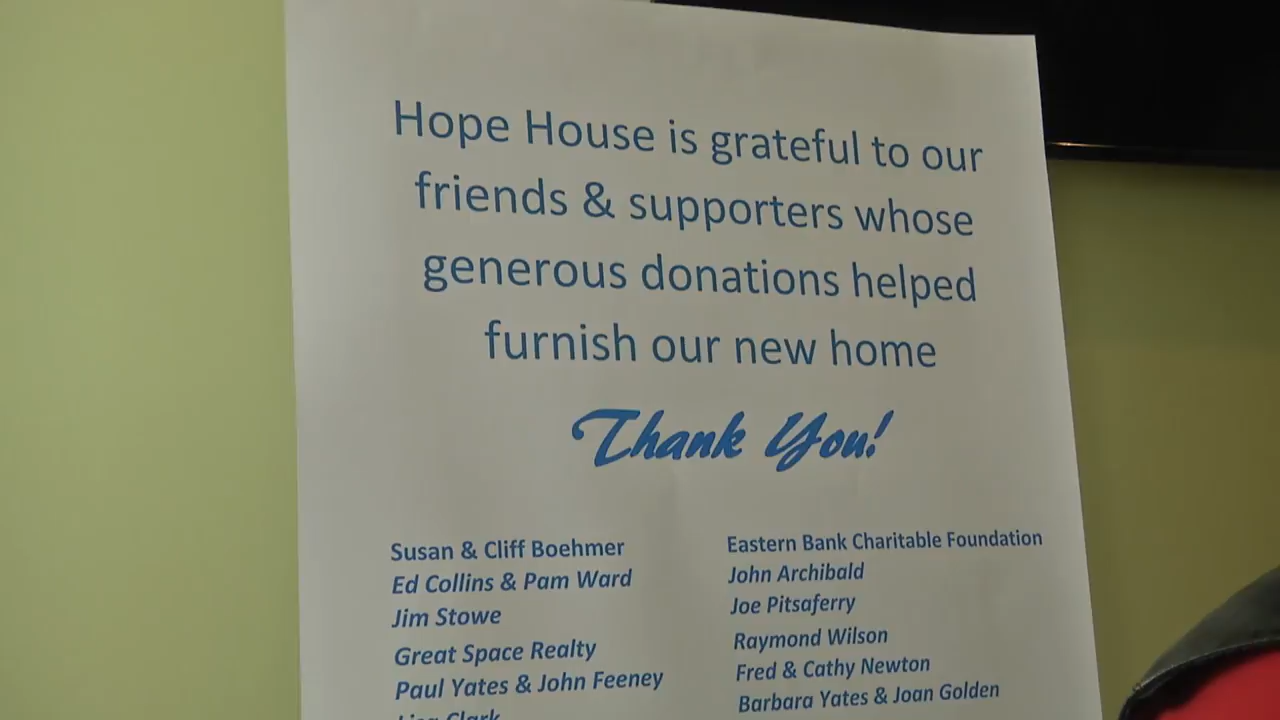 Hope House is grateful to our
friends & supporters whose
generous donations helped
furnish our new home
Thank You!
Susan & Cliff Boehmer
Ed Collins & Pam Ward
Jim Stowe
Great Space Realty
Paul Yates & John Feeney
Lisa Clark
Eastern Bank Charitable Foundation
John Archibald
Joe Pitsaferry
Raymond Wilson
Fred & Cathy Newton
Barbara Yates & Joan Golden